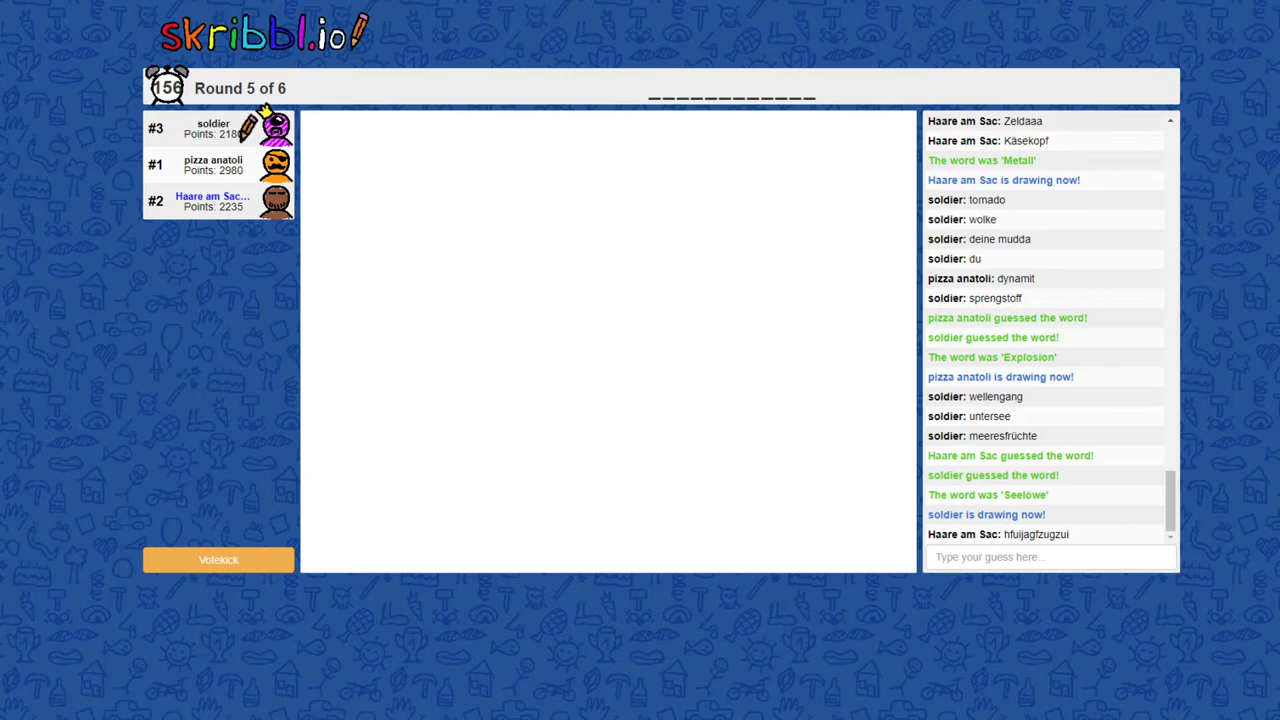 skribbl.io
156
Round 5 of 6
____________
#3
soldier
Points: 2180
#1
pizza anatoli
Points: 2980
#2
Haare am Sac...
Points: 2235
Votekick
Haare am Sac: Zeldaaa
Haare am Sac: Käsekopf
The word was 'Metall'
Haare am Sac is drawing now!
soldier: tornado
soldier: wolke
soldier: deine mudda
soldier: du
pizza anatoli: dynamit
soldier: sprengstoff
pizza anatoli guessed the word!
soldier guessed the word!
The word was 'Explosion'
pizza anatoli is drawing now!
soldier: wellengang
soldier: untersee
soldier: meeresfrüchte
Haare am Sac guessed the word!
soldier guessed the word!
The word was 'Seelöwe'
soldier is drawing now!
Haare am Sac: hfuijagfzugzui
Type your guess here...